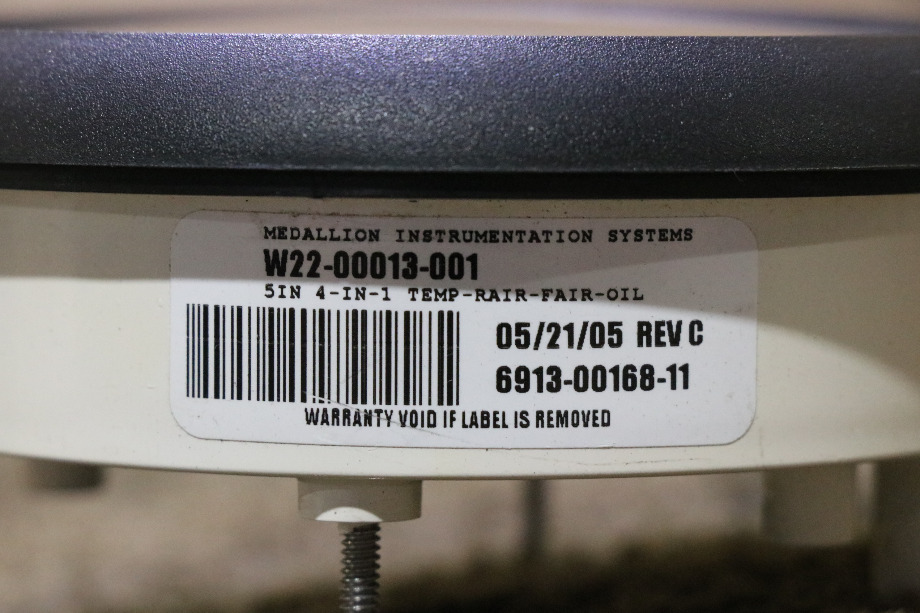 MEDALLION INSTRUMENTATION SYSTEMS
W22-00013-001
5IN 4-IN-1 TEMP-RAIR-FAIR-OIL
05/21/05 REV C
6913-00168-11
WARRANTY VOID IF LABEL IS REMOVED